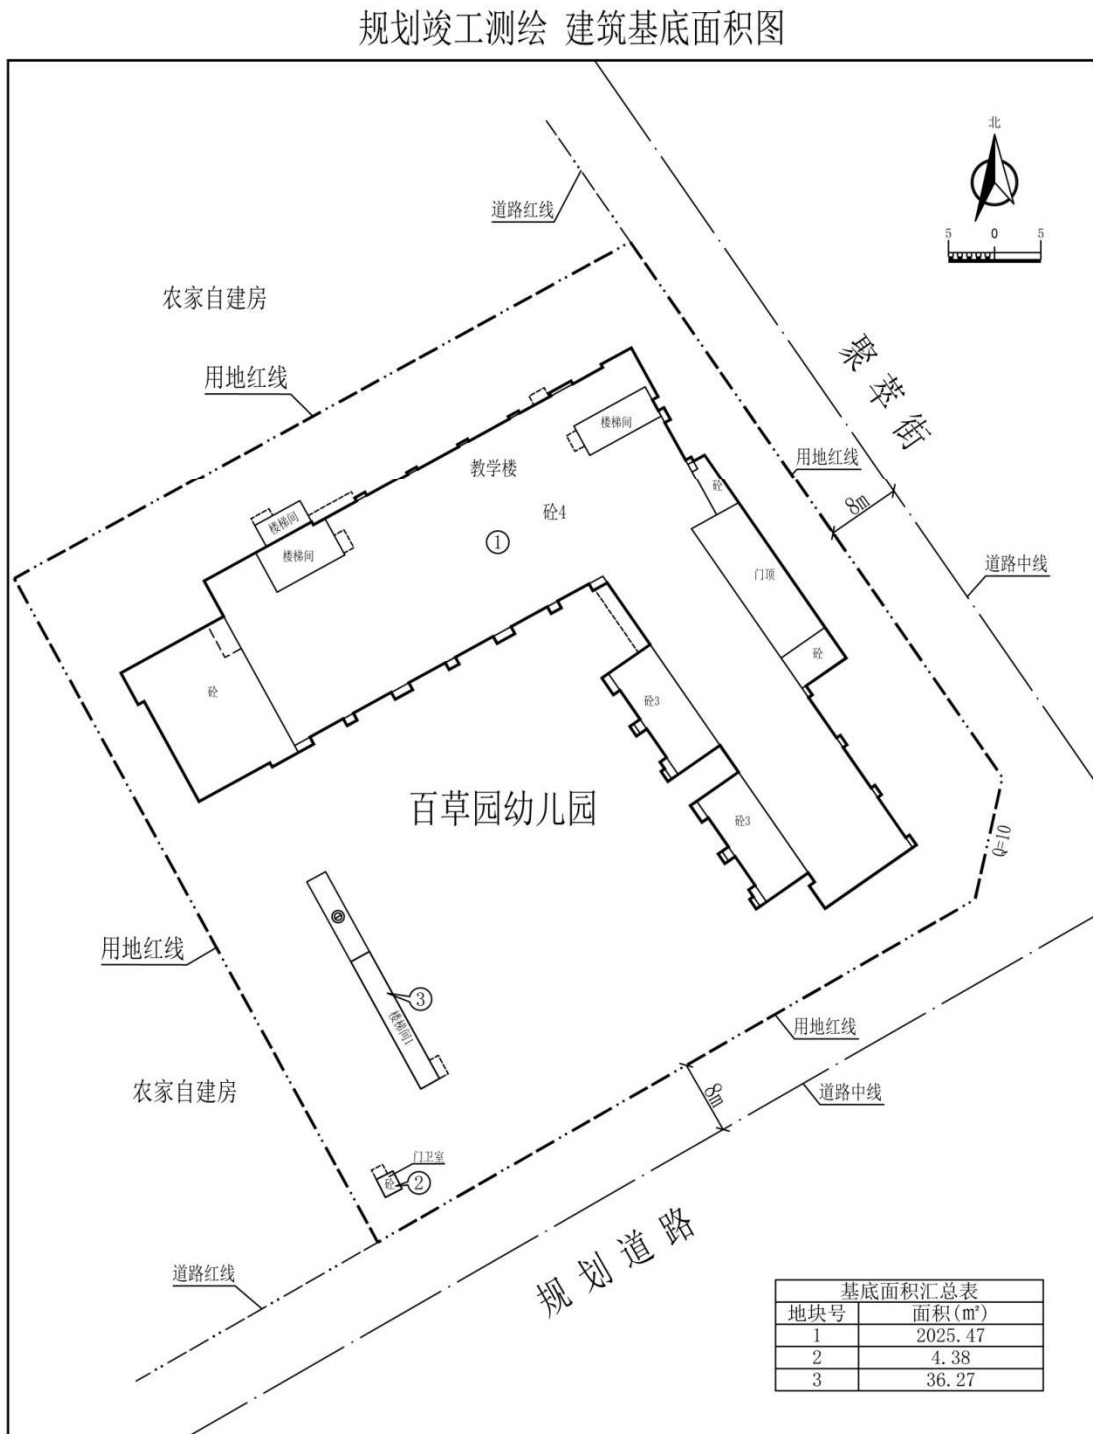 规划竣工测绘 建筑基底面积图
北
5 0 5
道路红线
农家自建房
用地红线
聚萃街
楼梯间
教学楼
用地红线
砼
砼4
8m
楼梯间
楼梯间
①
道路中线
门顶
砼
砼
砼3
百草园幼儿园
砼3
Q=10
用地红线
③
楼梯间1
用地红线
农家自建房
道路中线
8m
门卫室
砼
②
规划道路
道路红线
基底面积汇总表
地块号 面积(㎡)
1 2025.47
2 4.38
3 36.27